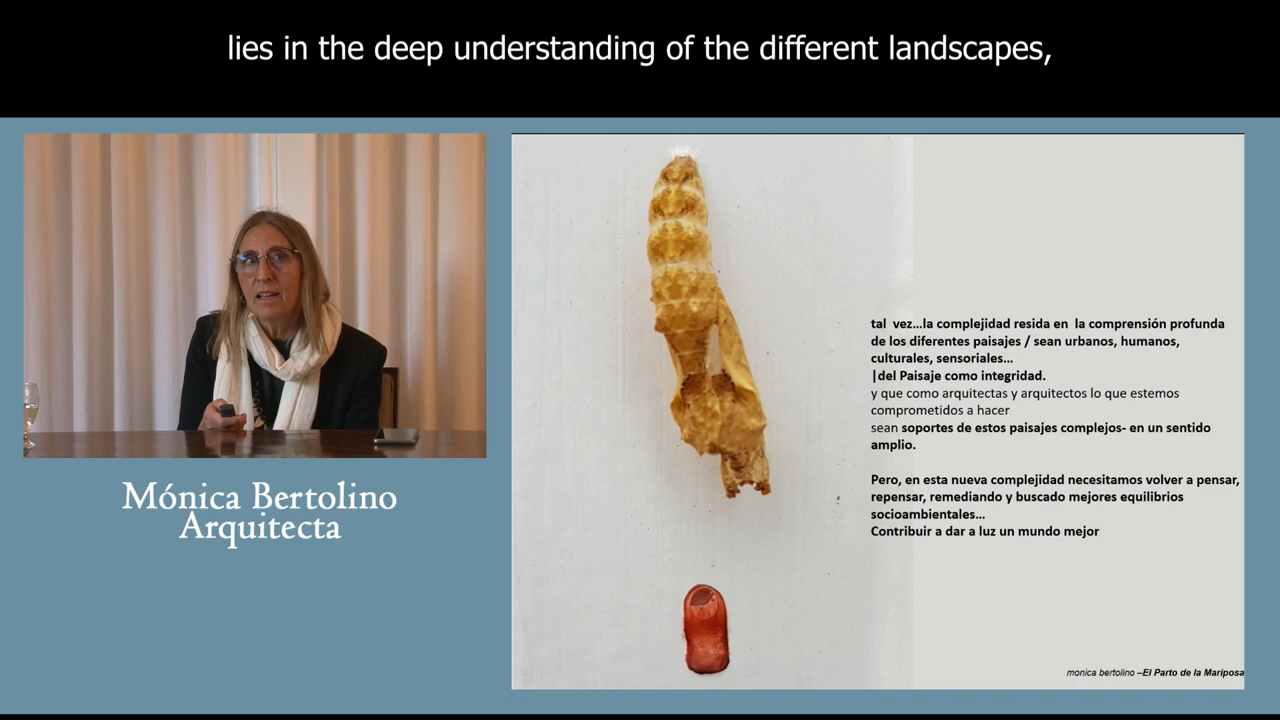 lies in the deep understanding of the different landscapes,
Mónica Bertolino
Arquitecta
tal vez...la complejidad resida en la comprensión profunda
de los diferentes paisajes / sean urbanos, humanos,
culturales, sensoriales...
|del Paisaje como integridad.
y que como arquitectas y arquitectos lo que estemos
comprometidos a hacer
sean soportes de estos paisajes complejos- en un sentido
amplio.
Pero, en esta nueva complejidad necesitamos volver a pensar,
repensar, remediando y buscado mejores equilibrios
socioambientales...
Contribuir a dar a luz un mundo mejor
monica bertolino –El Parto de la Mariposa